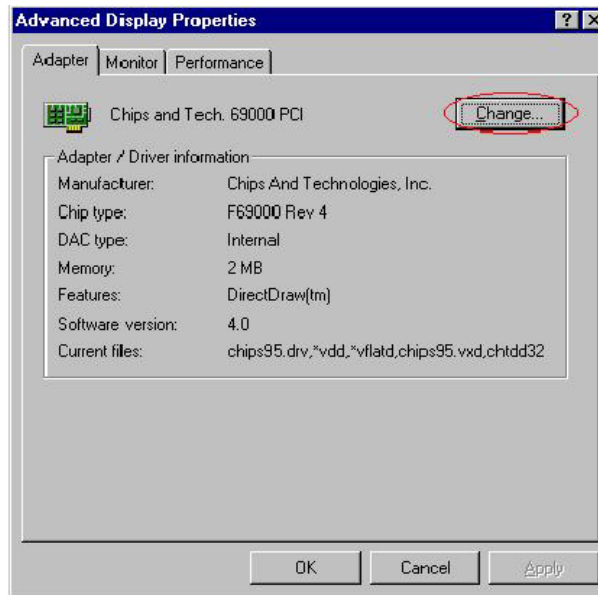 Advanced Display Properties
Adapter Monitor Performance
Chips and Tech. 69000 PCI Change...
Adapter / Driver information
Manufacturer: Chips And Technologies, Inc.
Chip type: F69000 Rev 4
DAC type: Internal
Memory: 2 MB
Features: DirectDraw(tm)
Software version: 4.0
Current files: chips95.drv,*vdd,*vflatd,chips95.vxd,chtdd32
OK Cancel Apply